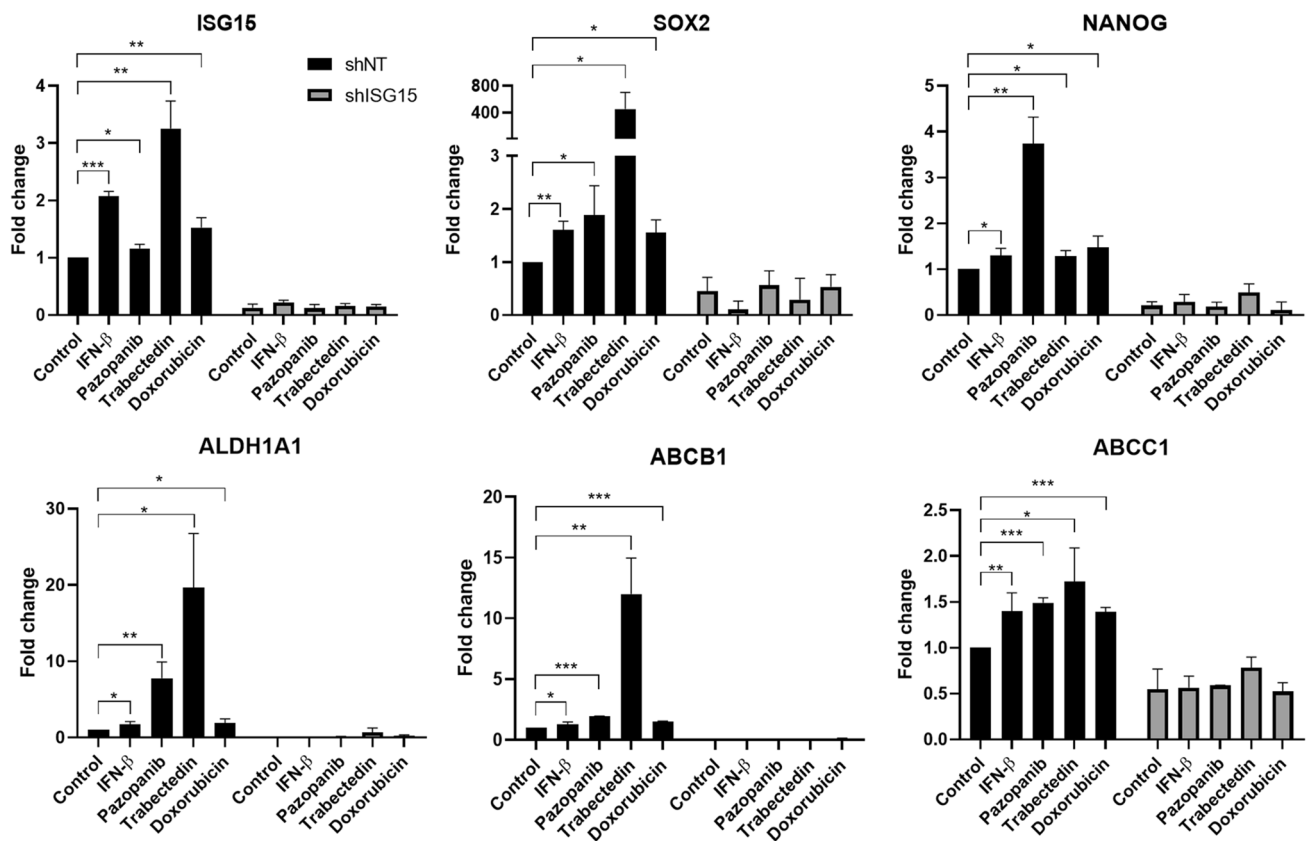 ISG15
**
**
*
***
shNT
shISG15
Fold change
4
3
2
1
0
Control
IFN-β
Pazopanib
Trabectedin
Doxorubicin
Control
IFN-β
Pazopanib
Trabectedin
Doxorubicin
SOX2
*
*
*
**
Fold change
800
400
3
2
1
0
Control
IFN-β
Pazopanib
Trabectedin
Doxorubicin
Control
IFN-β
Pazopanib
Trabectedin
Doxorubicin
NANOG
*
*
**
*
Fold change
5
4
3
2
1
0
Control
IFN-β
Pazopanib
Trabectedin
Doxorubicin
Control
IFN-β
Pazopanib
Trabectedin
Doxorubicin
ALDH1A1
*
*
**
*
Fold change
30
20
10
0
Control
IFN-β
Pazopanib
Trabectedin
Doxorubicin
Control
IFN-β
Pazopanib
Trabectedin
Doxorubicin
ABCB1
***
**
***
*
Fold change
20
15
10
5
0
Control
IFN-β
Pazopanib
Trabectedin
Doxorubicin
Control
IFN-β
Pazopanib
Trabectedin
Doxorubicin
ABCC1
***
*
***
**
Fold change
2.5
2.0
1.5
1.0
0.5
0.0
Control
IFN-β
Pazopanib
Trabectedin
Doxorubicin
Control
IFN-β
Pazopanib
Trabectedin
Doxorubicin